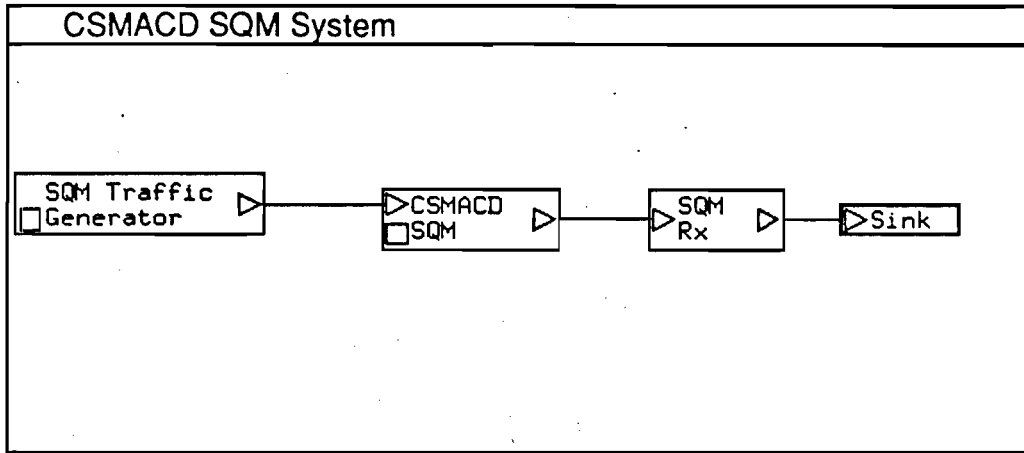 CSMACD SQM System
SQM Traffic
Generator
CSMACD
SQM
SQM
Rx
Sink